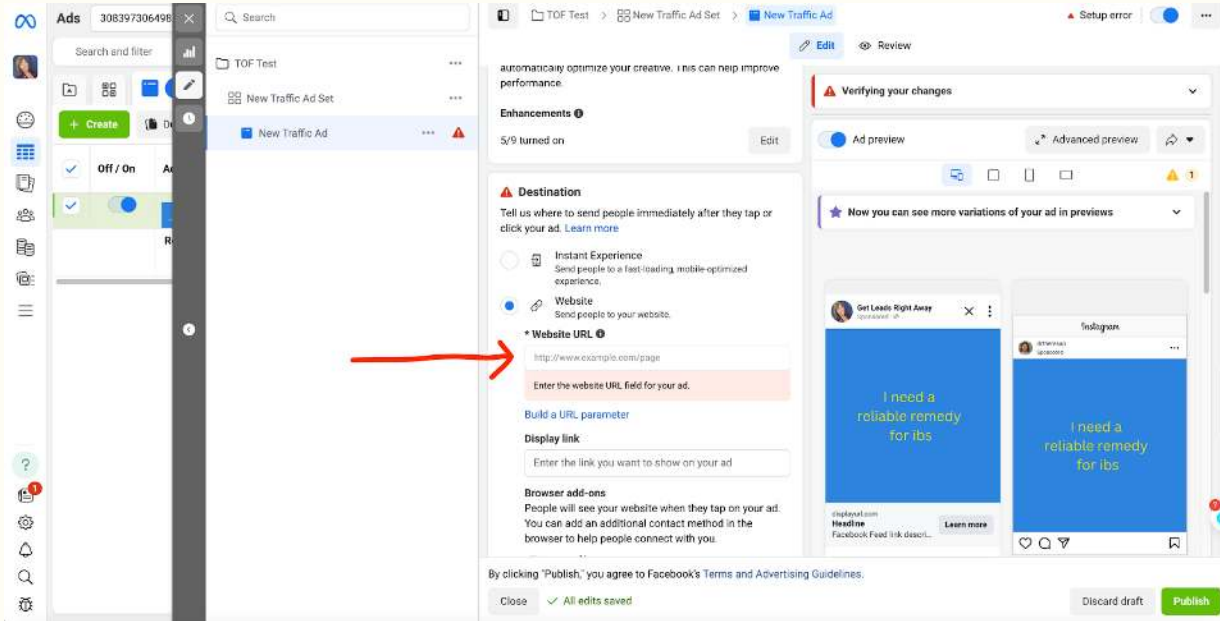 Ads
308397306498
Search and filter
+ Create
Off / On
Search
TOF Test
New Traffic Ad Set
New Traffic Ad
TOF Test > New Traffic Ad Set > New Traffic Ad
Setup error
Edit
Review
automatically optimize your creative. This can help improve
performance.
Enhancements
5/9 turned on
Edit
Destination
Tell us where to send people immediately after they tap or
click your ad. Learn more
Instant Experience
Send people to a fast-loading, mobile-optimized
experience.
Website
Send people to your website.
* Website URL
http://www.example.com/page
Enter the website URL field for your ad.
Build a URL parameter
Display link
Enter the link you want to show on your ad
Browser add-ons
People will see your website when they tap on your ad.
You can add an additional contact method in the
browser to help people connect with you.
Verifying your changes
Ad preview
Advanced preview
1
Now you can see more variations of your ad in previews
Get Leads Right Away
Sponsored
I need a
reliable remedy
for ibs
displayurl.com
Headline
Facebook Feed link descri...
Learn more
Instagram
Sponsored
I need a
reliable remedy
for ibs
By clicking "Publish," you agree to Facebook's Terms and Advertising Guidelines.
Close
All edits saved
Discard draft
Publish